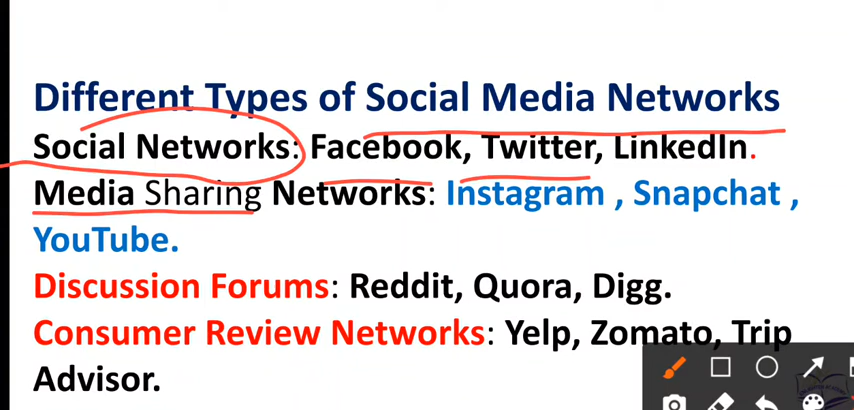 Different Types of Social Media Networks
Social Networks: Facebook, Twitter, LinkedIn.
Media Sharing Networks: Instagram , Snapchat ,
YouTube.
Discussion Forums: Reddit, Quora, Digg.
Consumer Review Networks: Yelp, Zomato, Trip
Advisor.